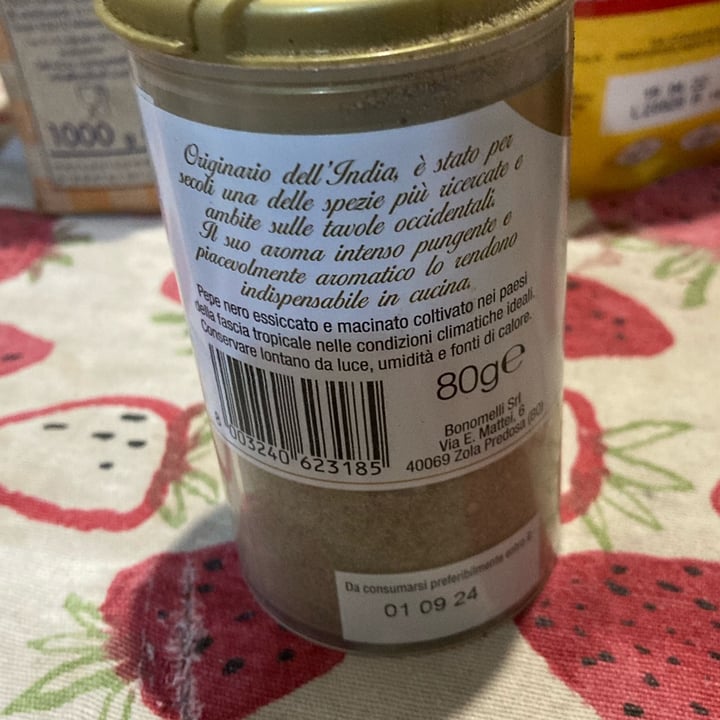 Originario dell'India, è stato per
secoli una delle spezie più ricercate e
ambite sulle tavole occidentali.
Il suo aroma intenso pungente e
piacevolmente aromatico lo rendono
indispensabile in cucina.
Pepe nero essiccato e macinato coltivato nei paesi
della fascia tropicale nelle condizioni climatiche ideali.
Conservare lontano da luce, umidità e fonti di calore.
80g℮
8 003240 623185
Bonomelli Srl
Via E. Mattei, 6
40069 Zola Predosa (BO)
Da consumarsi preferibilmente entro il:
01 09 24
1000 g